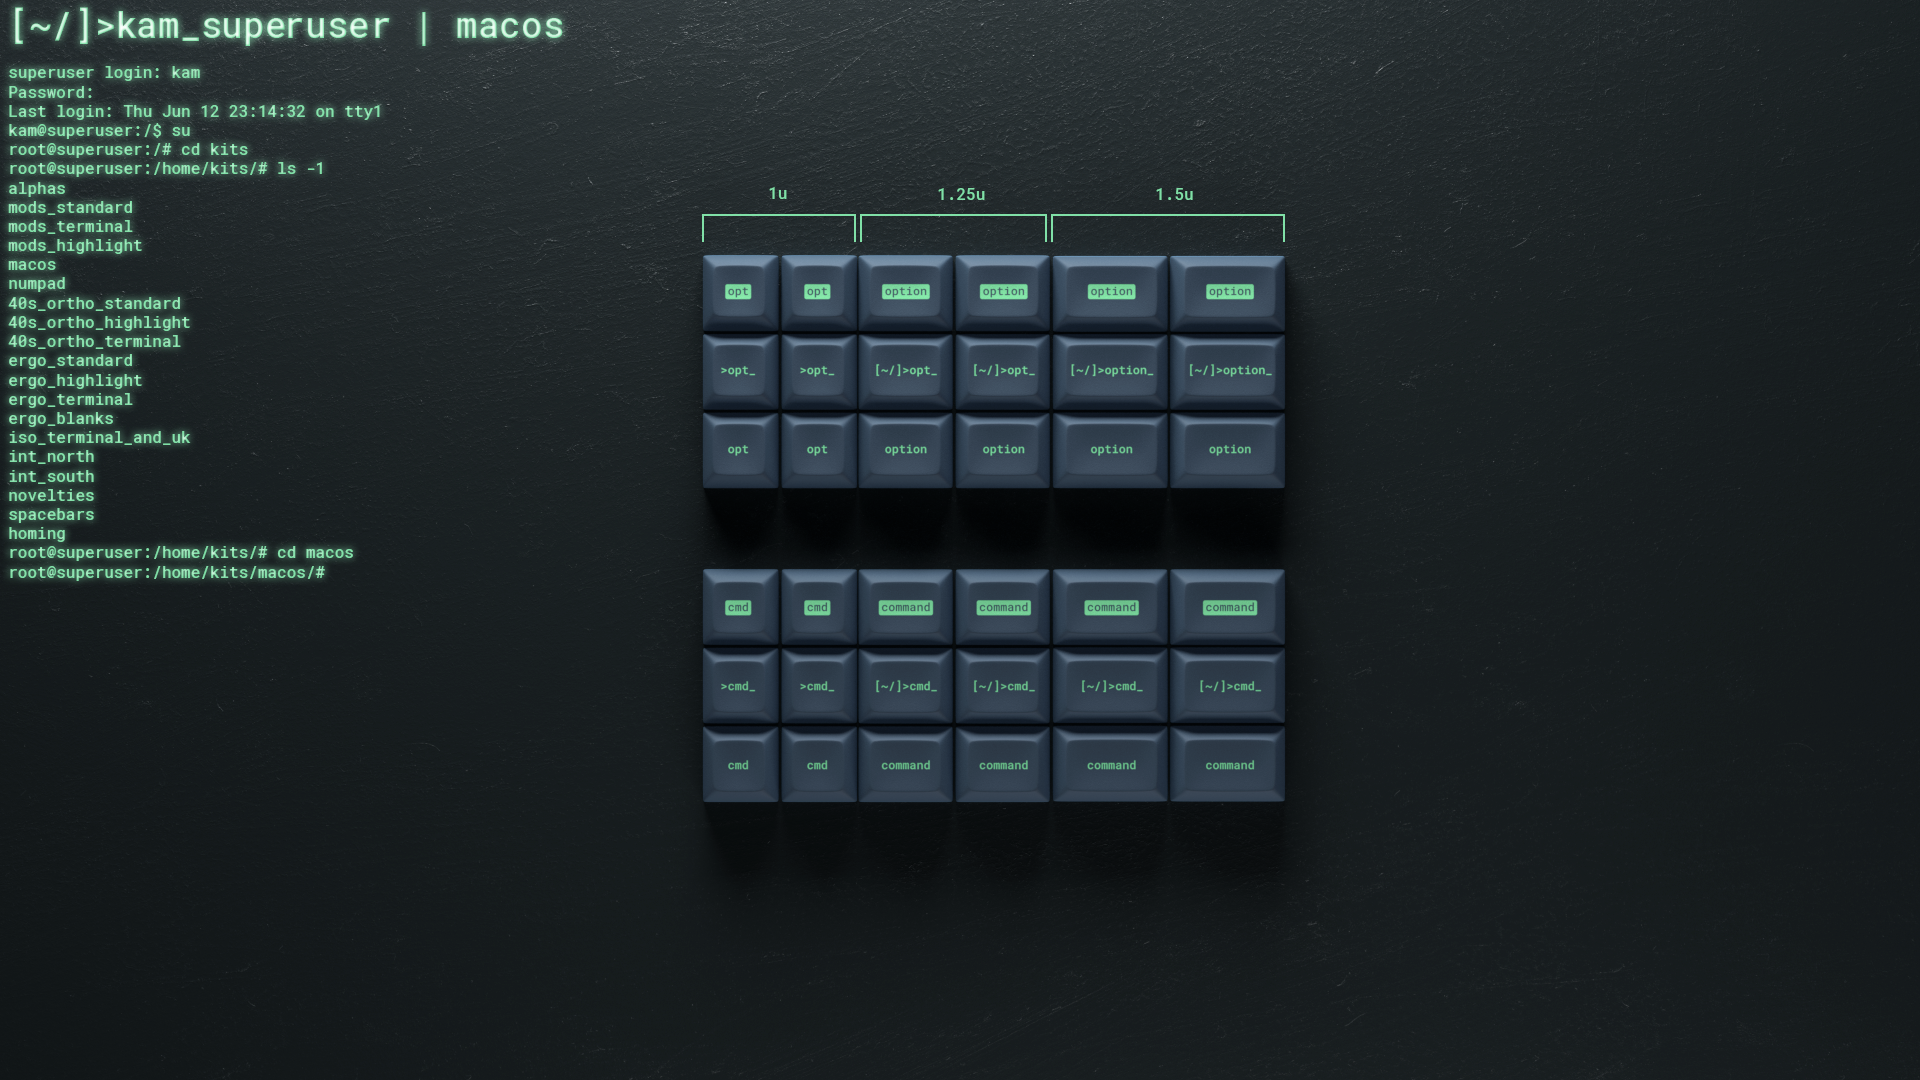 [~/]>kam_superuser | macos
superuser login: kam
Password:
Last login: Thu Jun 12 23:14:32 on tty1
kam@superuser:/$ su
root@superuser:/# cd kits
root@superuser:/home/kits/# ls -1
alphas
mods_standard
mods_terminal
mods_highlight
macos
numpad
40s_ortho_standard
40s_ortho_highlight
40s_ortho_terminal
ergo_standard
ergo_highlight
ergo_terminal
ergo_blanks
iso_terminal_and_uk
int_north
int_south
novelties
spacebars
homing
root@superuser:/home/kits/# cd macos
root@superuser:/home/kits/macos/#
1u 1.25u 1.5u
opt opt option option option option
>opt_ >opt_ [~/]>opt_ [~/]>opt_ [~/]>option_ [~/]>option_
opt opt option option option option
cmd cmd command command command command
>cmd_ >cmd_ [~/]>cmd_ [~/]>cmd_ [~/]>cmd_ [~/]>cmd_
cmd cmd command command command command